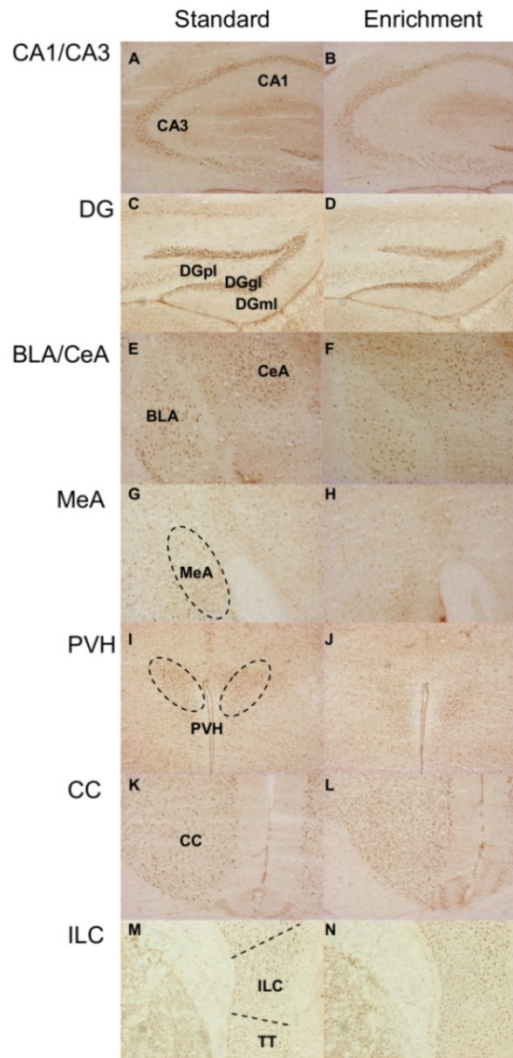 Standard Enrichment
CA1/CA3
A
CA1
CA3
B
DG
C
DGpl
DGgl
DGml
D
BLA/CeA
E
CeA
BLA
F
MeA
G
MeA
H
PVH
I
PVH
J
CC
K
CC
L
ILC
M
ILC
TT
N